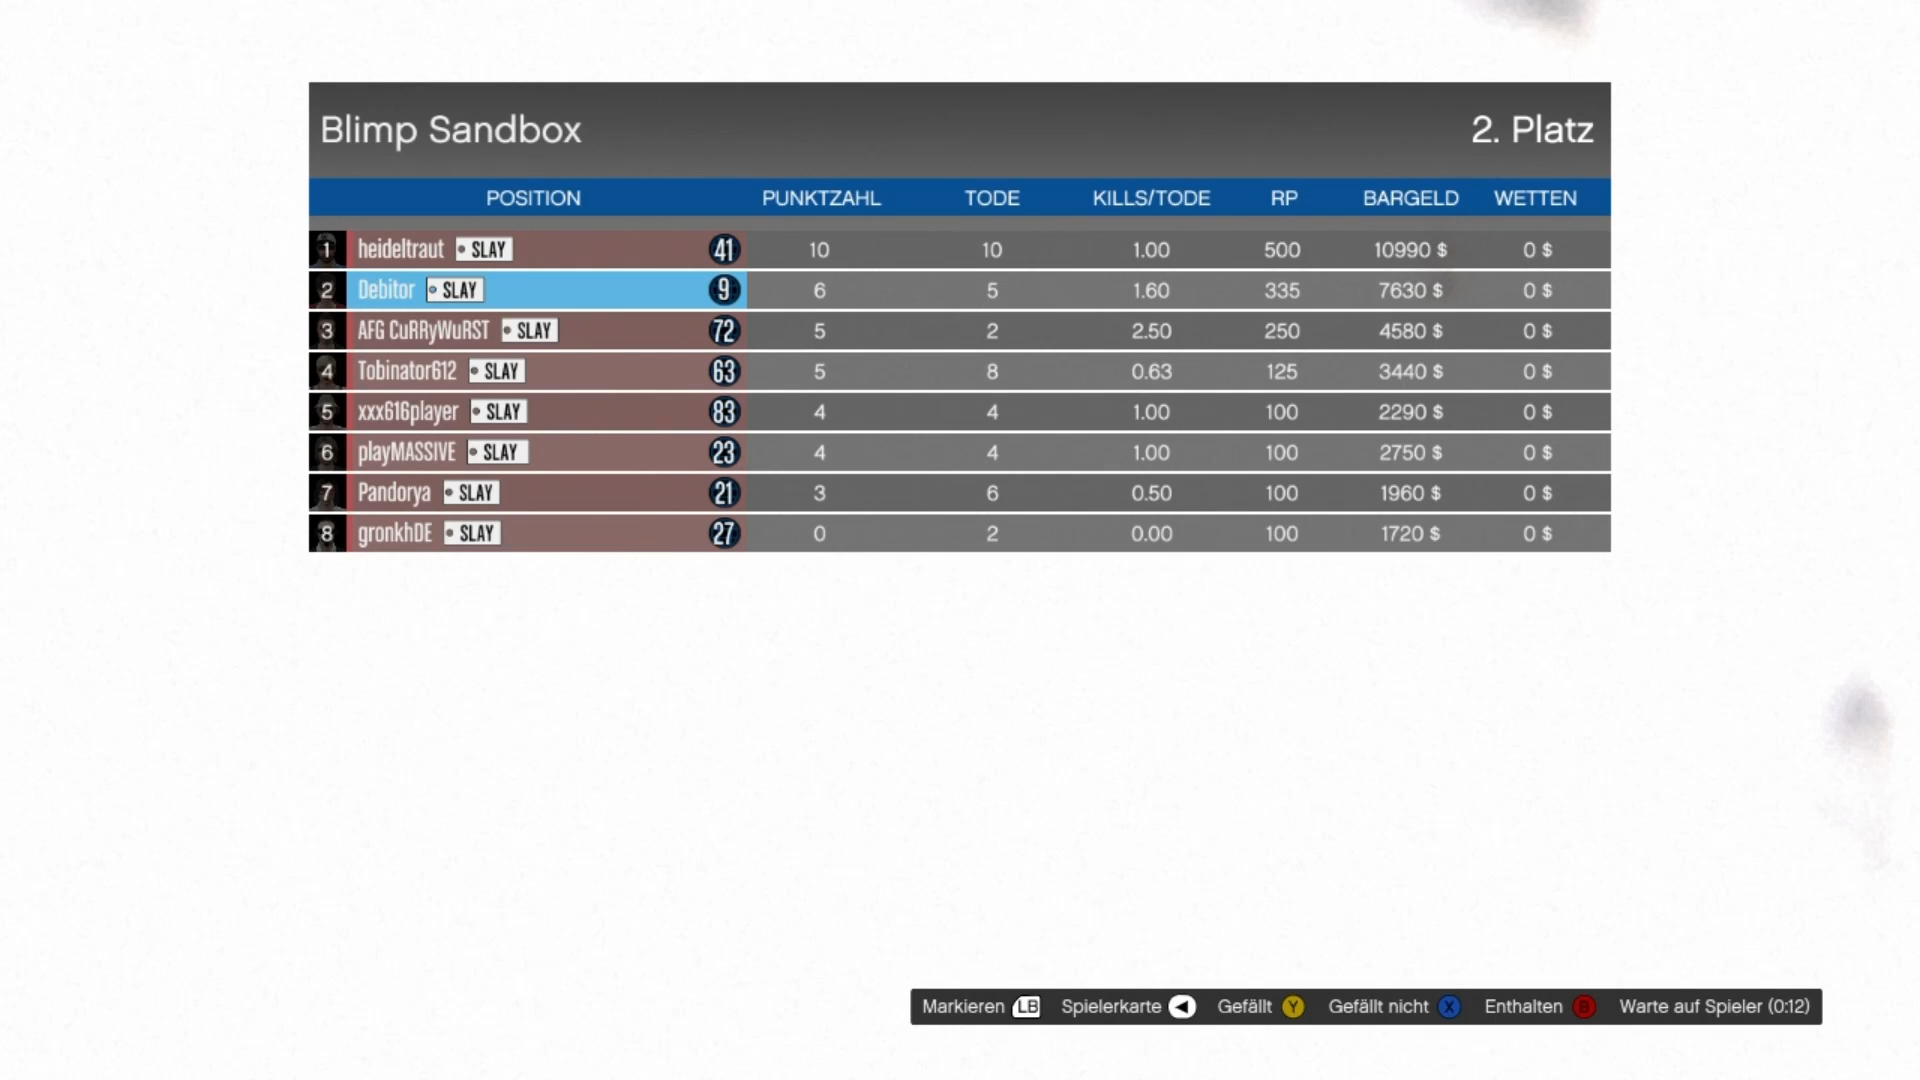 Blimp Sandbox 2. Platz
POSITION PUNKTZAHL TODE KILLS/TODE RP BARGELD WETTEN
1 heideltraut SLAY 41 10 10 1.00 500 10990 $ 0 $
2 Debitor SLAY 9 6 5 1.60 335 7630 $ 0 $
3 AFG CuRRyWuRST SLAY 72 5 2 2.50 250 4580 $ 0 $
4 Tobinator612 SLAY 63 5 8 0.63 125 3440 $ 0 $
5 xxx616player SLAY 83 4 4 1.00 100 2290 $ 0 $
6 playMASSIVE SLAY 23 4 4 1.00 100 2750 $ 0 $
7 Pandorya SLAY 21 3 6 0.50 100 1960 $ 0 $
8 gronkhDE SLAY 27 0 2 0.00 100 1720 $ 0 $
Markieren LB Spielerkarte Gefällt Y Gefällt nicht X Enthalten B Warte auf Spieler (0:12)